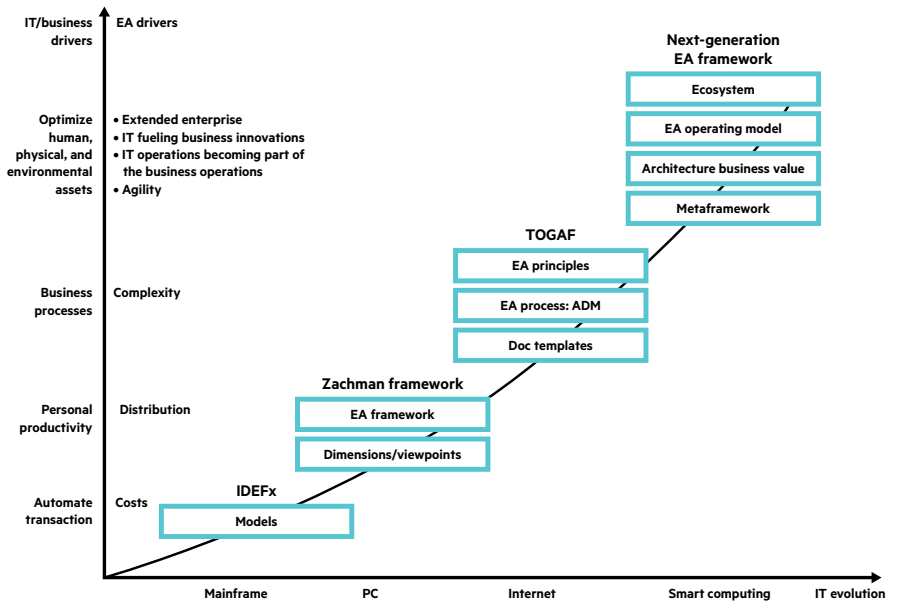 IT/business
drivers
EA drivers
Next-generation
EA framework
Ecosystem
EA operating model
Architecture business value
Metaframework
Optimize
human,
physical, and
environmental
assets
• Extended enterprise
• IT fueling business innovations
• IT operations becoming part of
the business operations
• Agility
TOGAF
EA principles
EA process: ADM
Doc templates
Business
processes
Complexity
Zachman framework
EA framework
Dimensions/viewpoints
Personal
productivity
Distribution
IDEFx
Models
Automate
transaction
Costs
Mainframe
PC
Internet
Smart computing
IT evolution